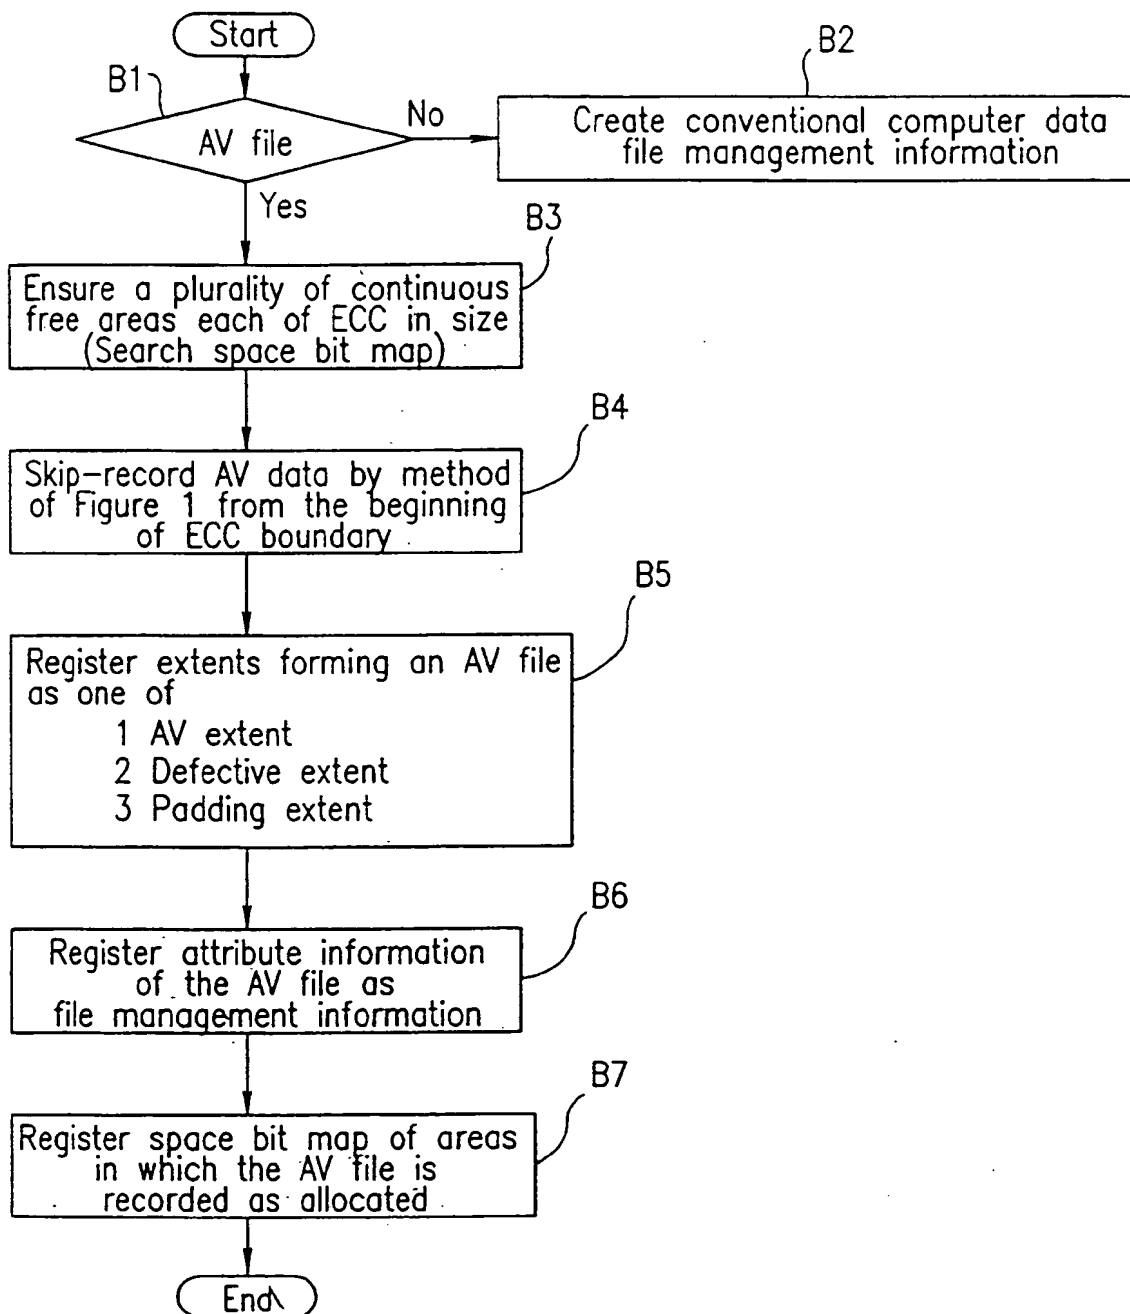 Start
B1
B2
AV file
No
Create conventional computer data
file management information
Yes
B3
Ensure a plurality of continuous
free areas each of ECC in size
(Search space bit map)
B4
Skip-record AV data by method
of Figure 1 from the beginning
of ECC boundary
B5
Register extents forming an AV file
as one of
1 AV extent
2 Defective extent
3 Padding extent
B6
Register attribute information
of the AV file as
file management information
B7
Register space bit map of areas
in which the AV file is
recorded as allocated
End